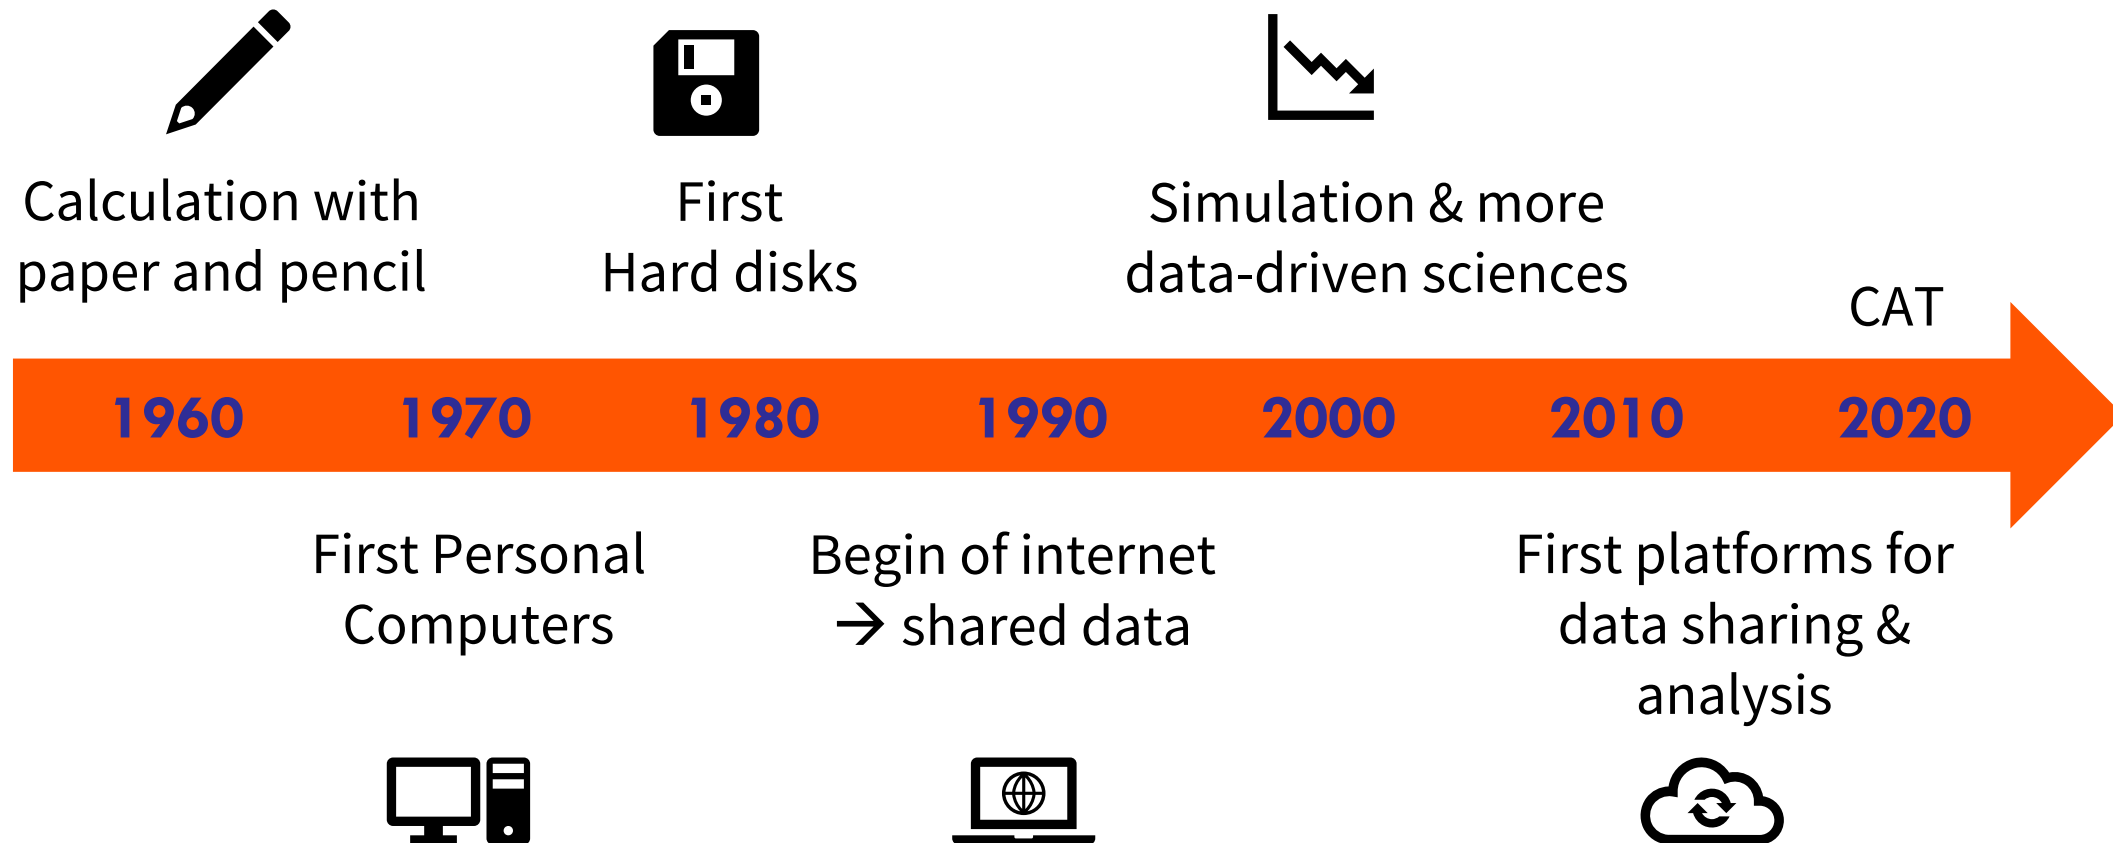 Calculation with
paper and pencil
First
Hard disks
Simulation & more
data-driven sciences
CAT
1960 1970 1980 1990 2000 2010 2020
First Personal
Computers
Begin of internet
→ shared data
First platforms for
data sharing &
analysis